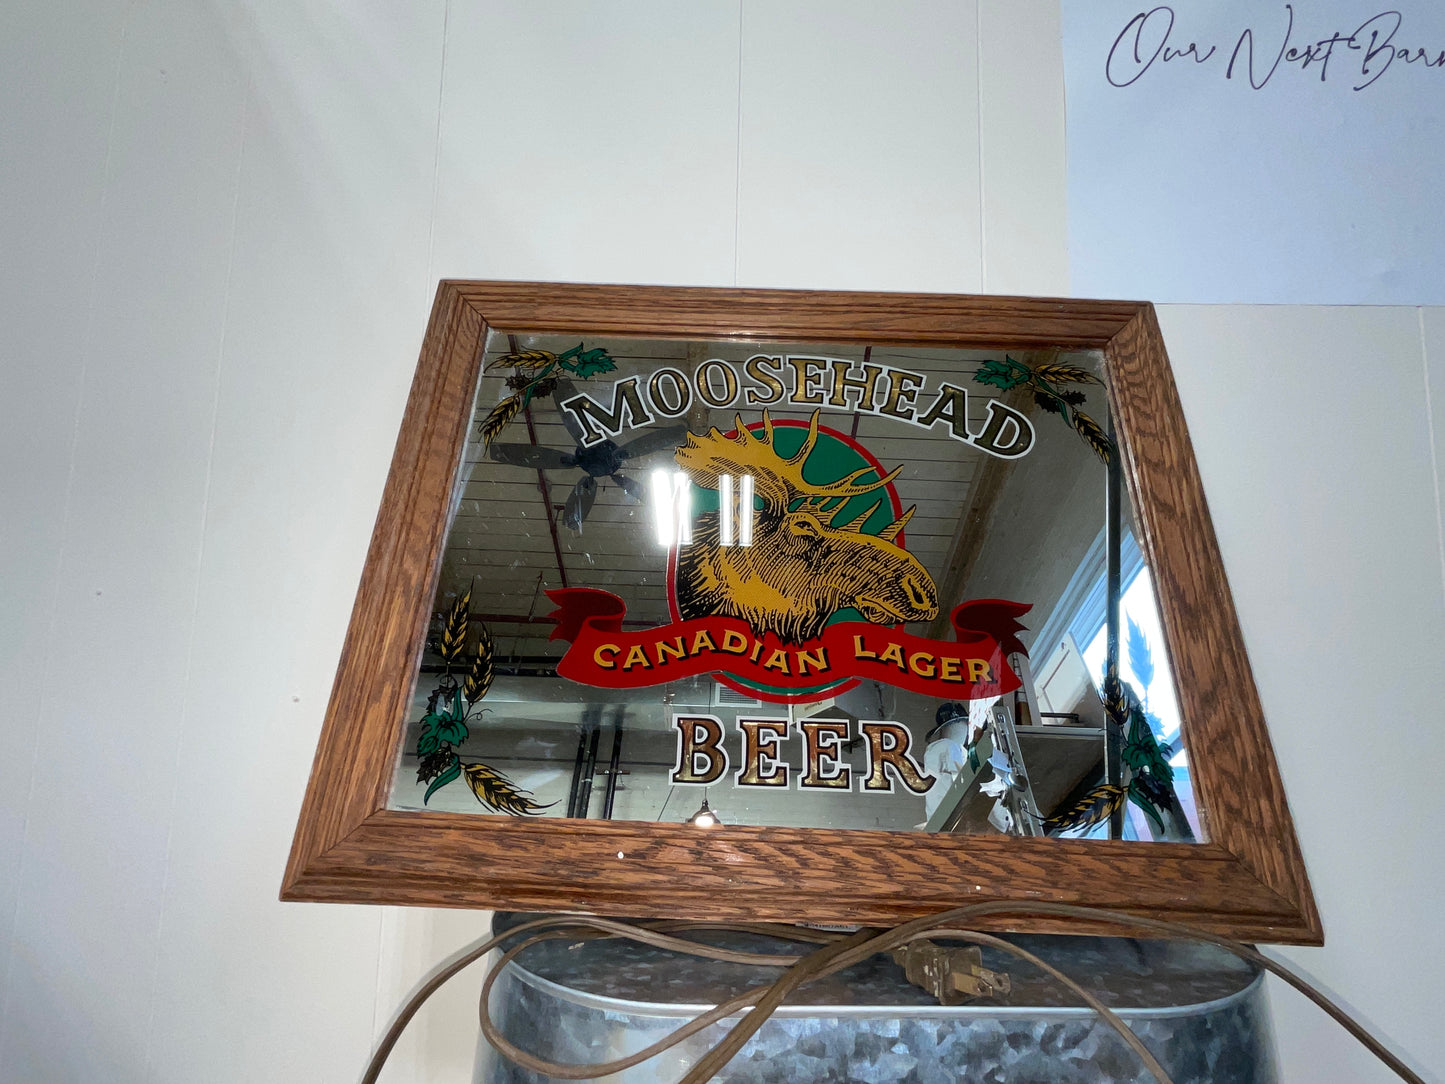 Our Next Barn
MOOSEHEAD
CANADIAN LAGER
BEER